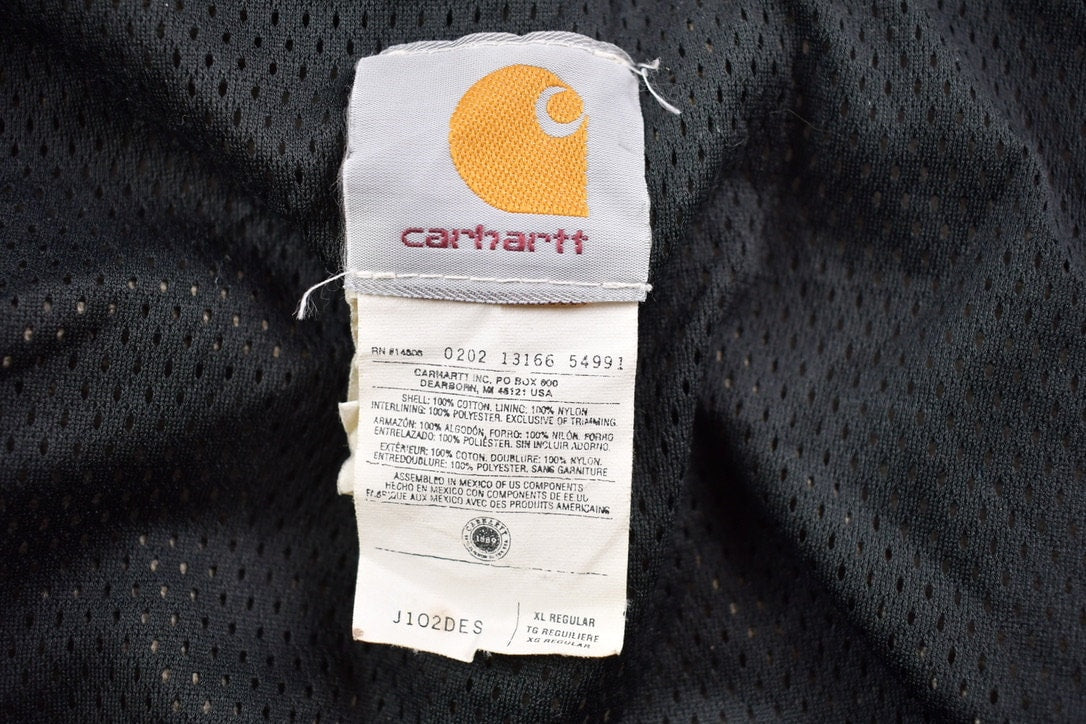 carhartt
RN #14806 0202 13166 54991
CARHARTT INC. PO BOX 600
DEARBORN, MI 48121 USA
SHELL: 100% COTTON. LINING: 100% NYLON
INTERLINING: 100% POLYESTER. EXCLUSIVE OF TRIMMING.
ARMAZÓN: 100% ALGODÓN, FORRO: 100% NILÓN. FORRO
ENTRELAZADO: 100% POLIÉSTER. SIN INCLUIR ADORNO.
EXTÉRIEUR: 100% COTON. DOUBLURE: 100% NYLON.
ENTREDOUBLURE: 100% POLYESTER. SANS GARNITURE
ASSEMBLED IN MEXICO OF US COMPONENTS
HECHO EN MEXICO CON COMPONENTES DE EE.UU
FABRIQUE AUX MEXICO AVEC DES PRODUITS AMERICAINS
CARHARTT
1889
J102DES
XL REGULAR
TG REGUILIERE
XG REGULAR